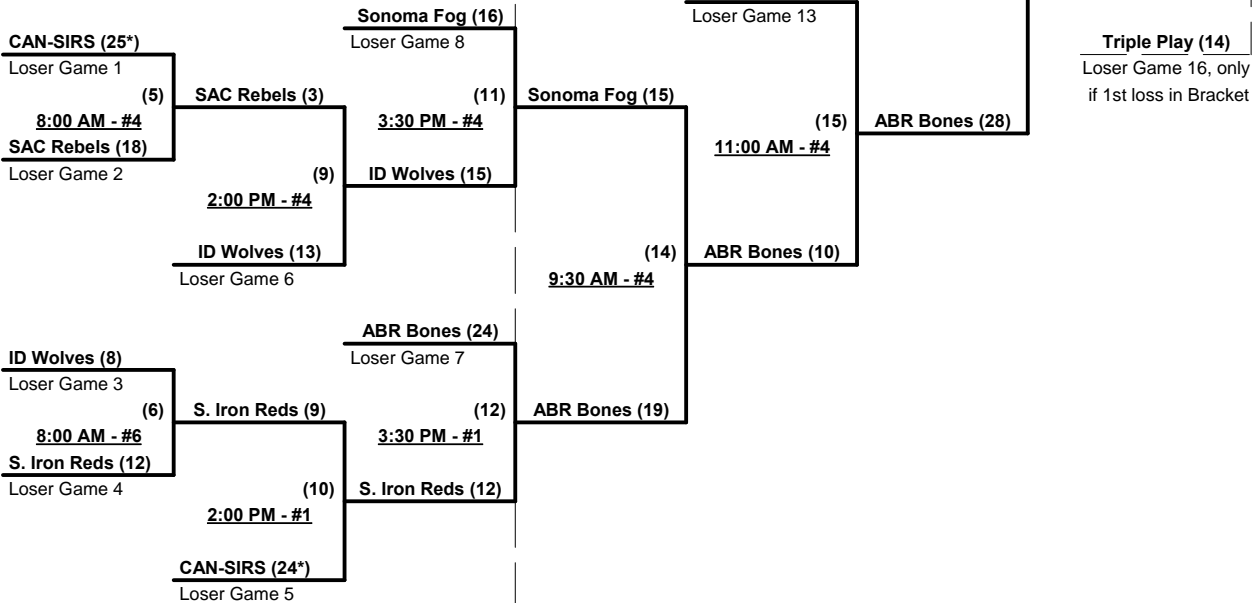 Sonoma Fog (16)
Loser Game 13
CAN-SIRS (25*)
Loser Game 8
Triple Play (14)
Loser Game 1
Loser Game 16, only
(5)
SAC Rebels (3)
(11)
Sonoma Fog (15)
if 1st loss in Bracket
8:00 AM - #4
3:30 PM - #4
(15)
ABR Bones (28)
SAC Rebels (18)
11:00 AM - #4
Loser Game 2
(9)
ID Wolves (15)
2:00 PM - #4
ID Wolves (13)
(14)
ABR Bones (10)
Loser Game 6
9:30 AM - #4
ABR Bones (24)
ID Wolves (8)
Loser Game 7
Loser Game 3
(6)
S. Iron Reds (9)
(12)
ABR Bones (19)
8:00 AM - #6
3:30 PM - #1
S. Iron Reds (12)
Loser Game 4
(10)
S. Iron Reds (12)
2:00 PM - #1
CAN-SIRS (24*)
Loser Game 5